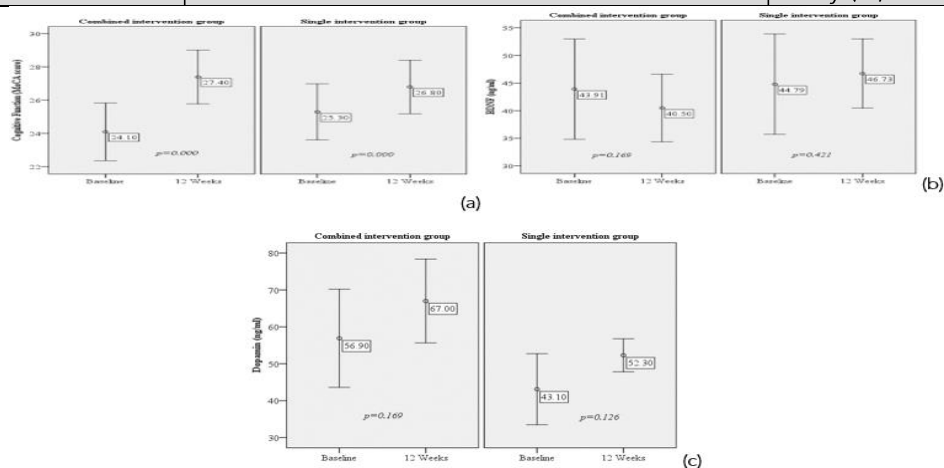 Combined intervention group Single intervention group
Cognitive Function (MoCA score)
30
28
26
24
22
27.40
24.10
26.80
25.30
p=0.000
p=0.000
Baseline 12 Weeks Baseline 12 Weeks
(a)
Combined intervention group Single intervention group
(ng/ml)
55
50
45
40
35
30
43.91
40.50
44.79
46.73
p=0.169
p=0.421
Baseline 12 Weeks Baseline 12 Weeks
(b)
Combined intervention group Single intervention group
Dopamin (ng/ml)
80
70
60
50
40
30
67.00
56.90
52.30
43.10
p=0.169
p=0.126
Baseline 12 Weeks Baseline 12 Weeks
(c)